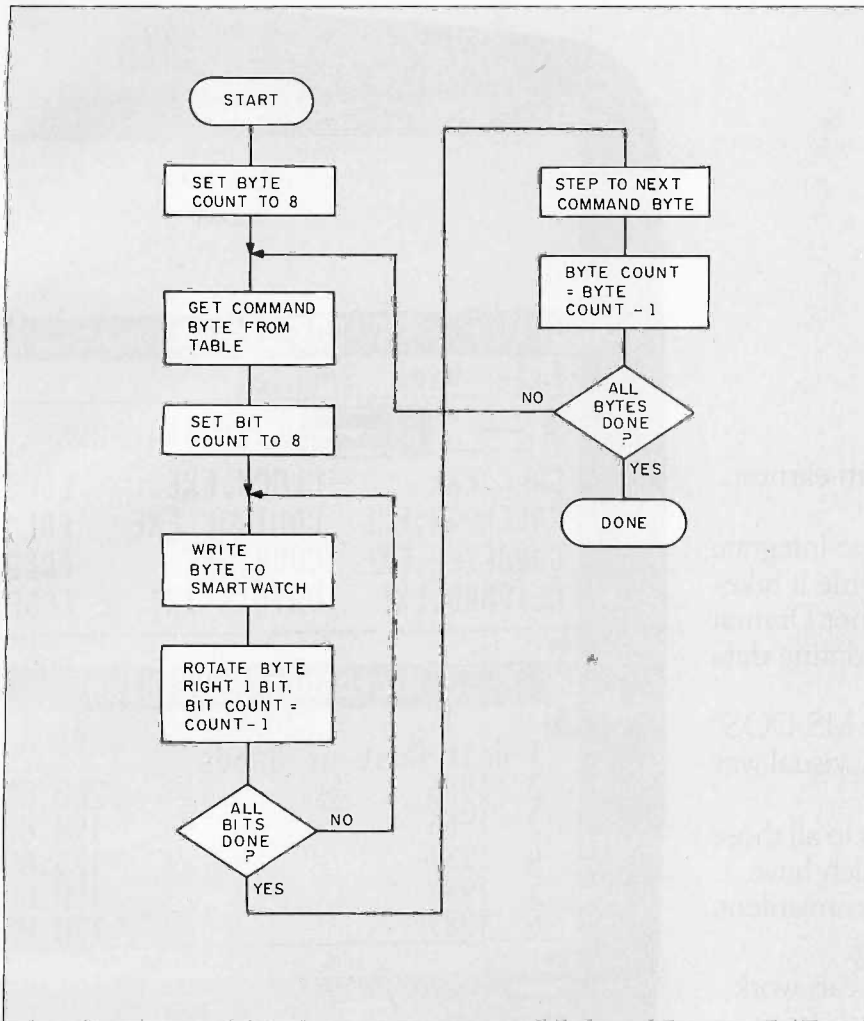 START
SET BYTE
COUNT TO 8
GET COMMAND
BYTE FROM
TABLE
SET BIT
COUNT TO 8
WRITE
BYTE TO
SMARTWATCH
ROTATE BYTE
RIGHT 1 BIT,
BIT COUNT =
COUNT-1
ALL
BITS
DONE
?
NO
YES
STEP TO NEXT
COMMAND BYTE
BYTE COUNT
= BYTE
COUNT - 1
ALL
BYTES
DONE
?
NO
YES
DONE